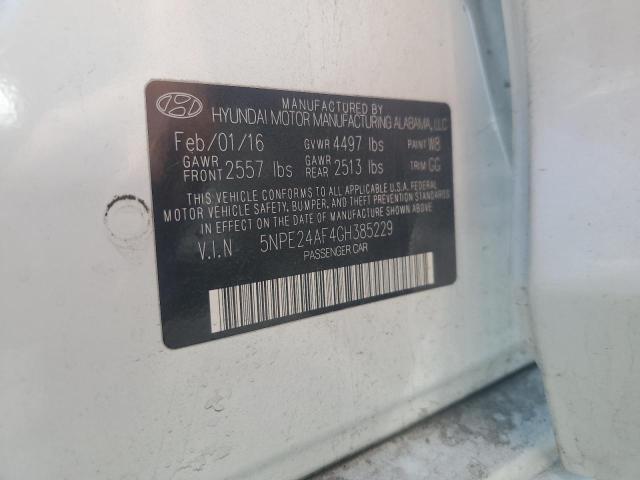 MANUFACTURED BY
HYUNDAI MOTOR MANUFACTURING ALABAMA, LLC
Feb/01/16 GVWR 4497 lbs PAINT W8
GAWR FRONT 2557 lbs GAWR REAR 2513 lbs TRIM GG
THIS VEHICLE CONFORMS TO ALL APPLICABLE U.S.A. FEDERAL
MOTOR VEHICLE SAFETY, BUMPER, AND THEFT PREVENTION STANDARDS
IN EFFECT ON THE DATE OF MANUFACTURE SHOWN ABOVE.
V.I.N 5NPE24AF4GH385229
PASSENGER CAR